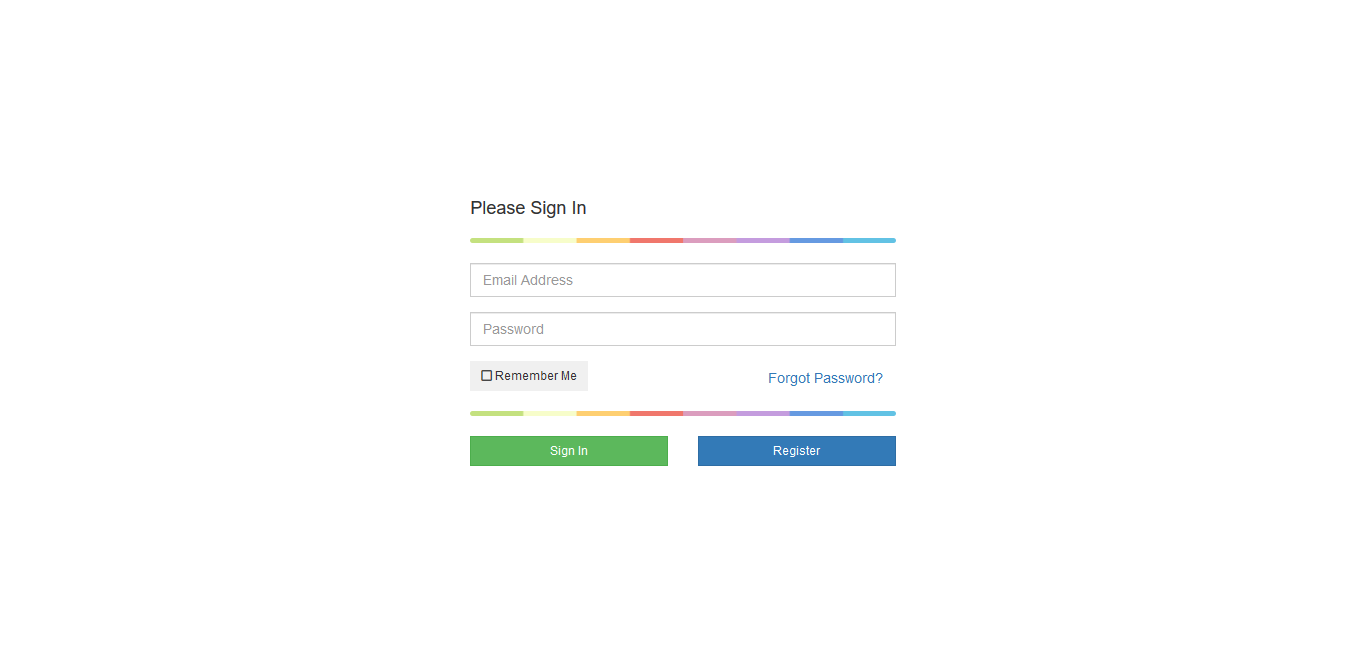 Please Sign In
Email Address
Password
Remember Me
Forgot Password?
Sign In
Register